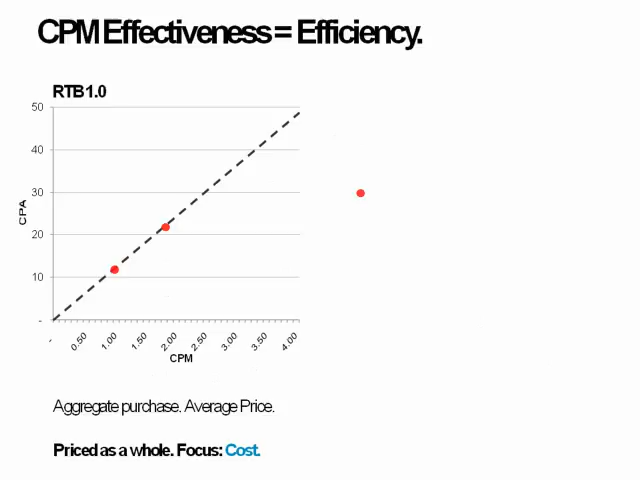 CPM Effectiveness = Efficiency.
RTB1.0
50
40
30
20
10
-
CPA
- 0.50 1.00 1.50 2.00 2.50 3.00 3.50 4.00
CPM
Aggregate purchase. Average Price.
Priced as a whole. Focus: Cost.